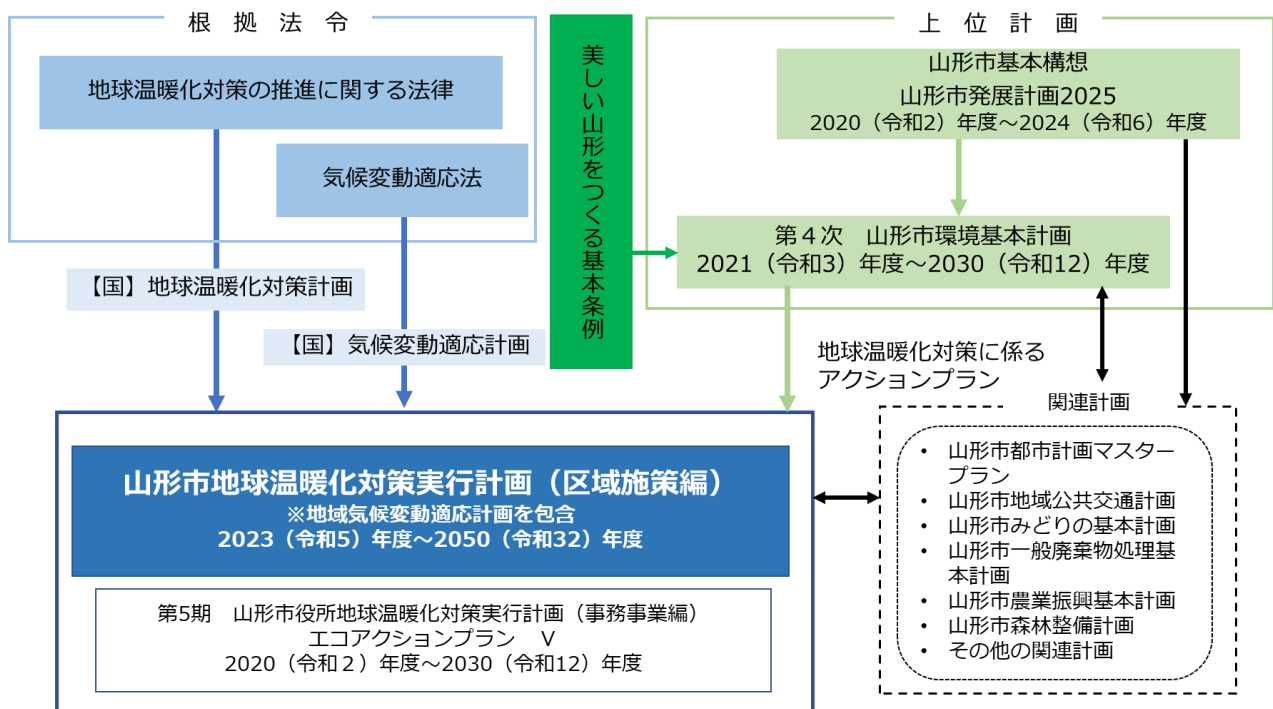 根 拠 法 令
地球温暖化対策の推進に関する法律
気候変動適応法
【国】地球温暖化対策計画
【国】気候変動適応計画
美しい山形をつくる基本条例
上 位 計 画
山形市基本構想
山形市発展計画2025
2020（令和2）年度～2024（令和6）年度
第４次　山形市環境基本計画
2021（令和3）年度～2030（令和12）年度
地球温暖化対策に係る
アクションプラン
山形市地球温暖化対策実行計画（区域施策編）
※地域気候変動適応計画を包含
2023（令和5）年度～2050（令和32）年度
第5期　山形市役所地球温暖化対策実行計画（事務事業編）
エコアクションプラン　Ⅴ
2020（令和２）年度～2030（令和12）年度
関連計画
• 山形市都市計画マスター
プラン
• 山形市地域公共交通計画
• 山形市みどりの基本計画
• 山形市一般廃棄物処理基
本計画
• 山形市農業振興基本計画
• 山形市森林整備計画
• その他の関連計画